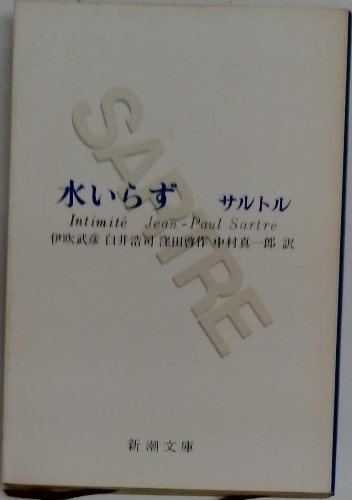 SARTRE
水いらず サルトル
Intimité Jean-Paul Sartre
伊吹武彦 白井浩司 窪田啓作 中村真一郎 訳
新潮文庫